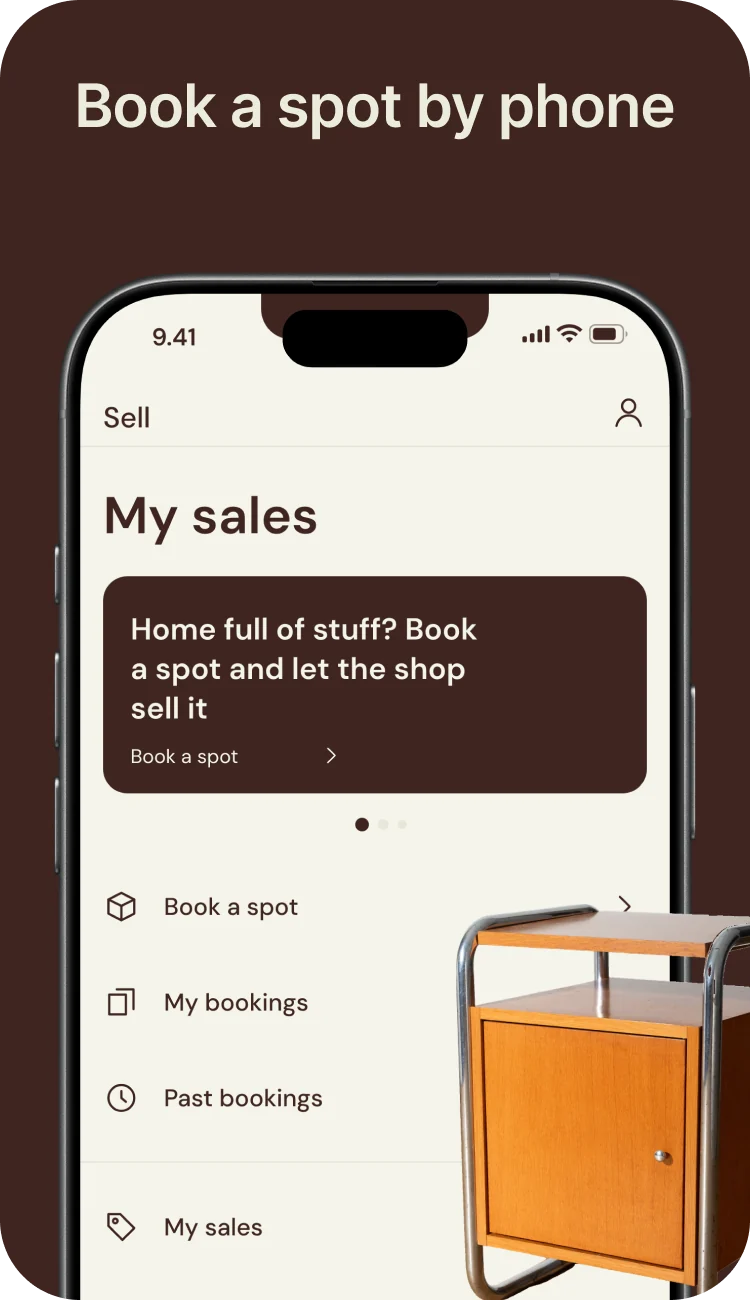 Book a spot by phone
9.41
Sell
My sales
Home full of stuff? Book
a spot and let the shop
sell it
Book a spot
Book a spot
My bookings
Past bookings
My sales